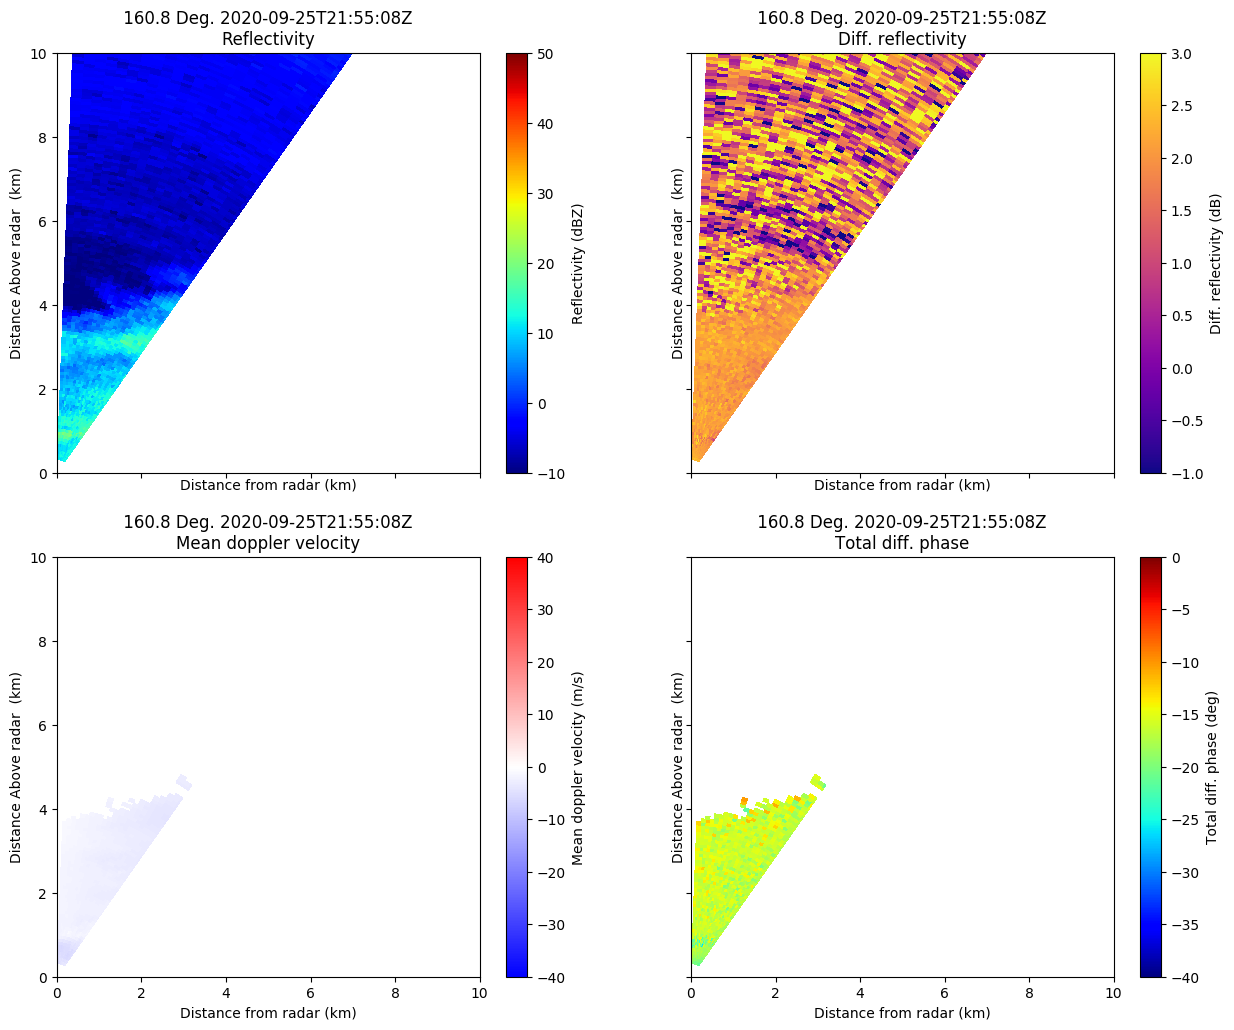 160.8 Deg. 2020-09-25T21:55:08Z
Reflectivity
10
8
6
4
2
0
Distance Above radar  (km)
Distance from radar (km)
50
40
30
20
10
0
−10
Reflectivity (dBZ)
160.8 Deg. 2020-09-25T21:55:08Z
Diff. reflectivity
Distance Above radar  (km)
Distance from radar (km)
3.0
2.5
2.0
1.5
1.0
0.5
0.0
−0.5
−1.0
Diff. reflectivity (dB)
160.8 Deg. 2020-09-25T21:55:08Z
Mean doppler velocity
10
8
6
4
2
0
Distance Above radar  (km)
0 2 4 6 8 10
Distance from radar (km)
40
30
20
10
0
−10
−20
−30
−40
Mean doppler velocity (m/s)
160.8 Deg. 2020-09-25T21:55:08Z
Total diff. phase
Distance Above radar  (km)
0 2 4 6 8 10
Distance from radar (km)
0
−5
−10
−15
−20
−25
−30
−35
−40
Total diff. phase (deg)